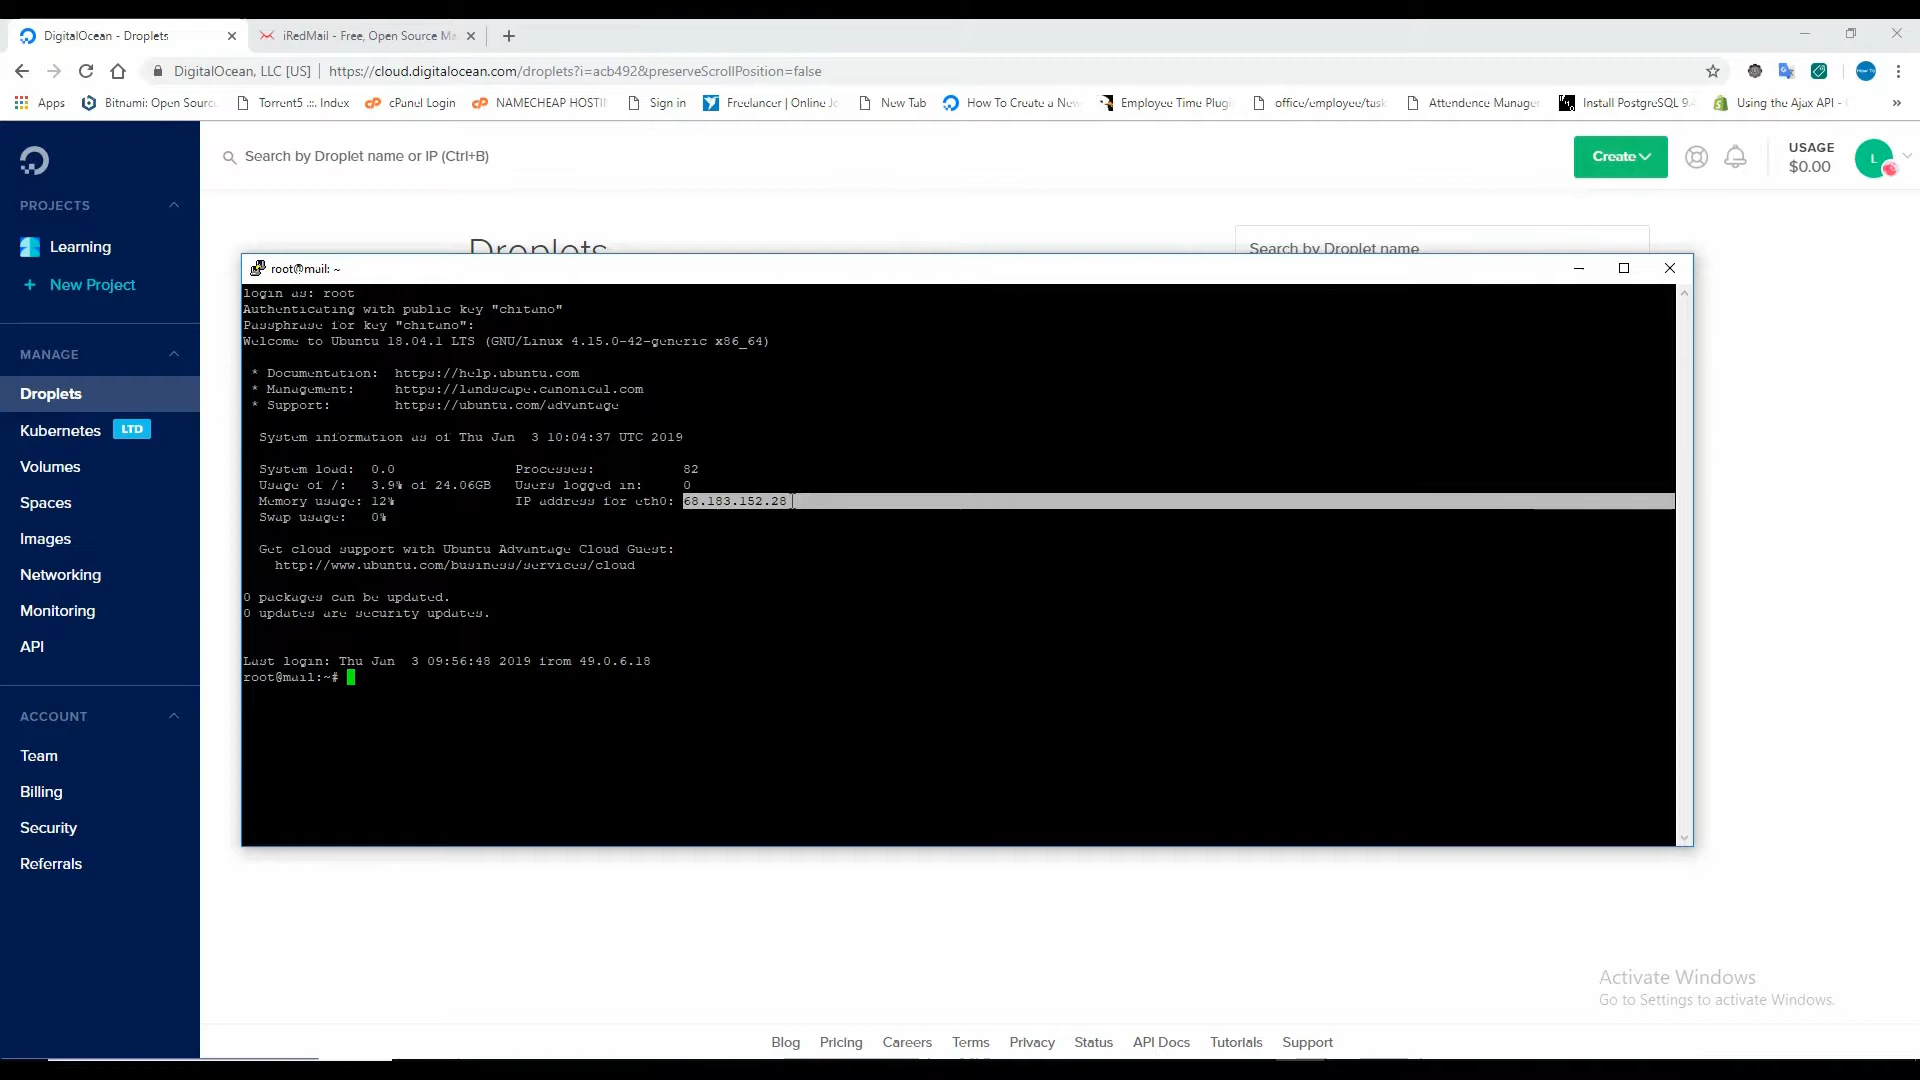 DigitalOcean - Droplets
iRedMail - Free, Open Source Ma
DigitalOcean, LLC [US]
https://cloud.digitalocean.com/droplets?i=acb492&preserveScrollPosition=false
Apps
Bitnami: Open Sourc
Torrent5 .::. Index
cPanel Login
NAMECHEAP HOSTI
Sign in
Freelancer | Online Jo
New Tab
How To Create a New
Employee Time Plugi
office/employee/task
Attendence Manager
Install PostgreSQL 9.4
Using the Ajax API -
»
Search by Droplet name or IP (Ctrl+B)
Create
USAGE
$0.00
L
PROJECTS
Learning
+ New Project
MANAGE
Droplets
Kubernetes LTD
Volumes
Spaces
Images
Networking
Monitoring
API
ACCOUNT
Team
Billing
Security
Referrals
Droplets
Search by Droplet name
root@mail: ~
login as: root
Authenticating with public key "chitano"
Passphrase for key "chitano":
Welcome to Ubuntu 18.04.1 LTS (GNU/Linux 4.15.0-42-generic x86_64)
* Documentation: https://help.ubuntu.com
* Management: https://landscape.canonical.com
* Support: https://ubuntu.com/advantage
System information as of Thu Jan 3 10:04:37 UTC 2019
System load: 0.0 Processes: 82
Usage of /: 3.9% of 24.06GB Users logged in: 0
Memory usage: 12% IP address for eth0: 68.183.152.28
Swap usage: 0%
Get cloud support with Ubuntu Advantage Cloud Guest:
http://www.ubuntu.com/business/services/cloud
0 packages can be updated.
0 updates are security updates.
Last login: Thu Jan 3 09:56:48 2019 from 49.0.6.18
root@mail:~#
Activate Windows
Go to Settings to activate Windows.
Blog
Pricing
Careers
Terms
Privacy
Status
API Docs
Tutorials
Support